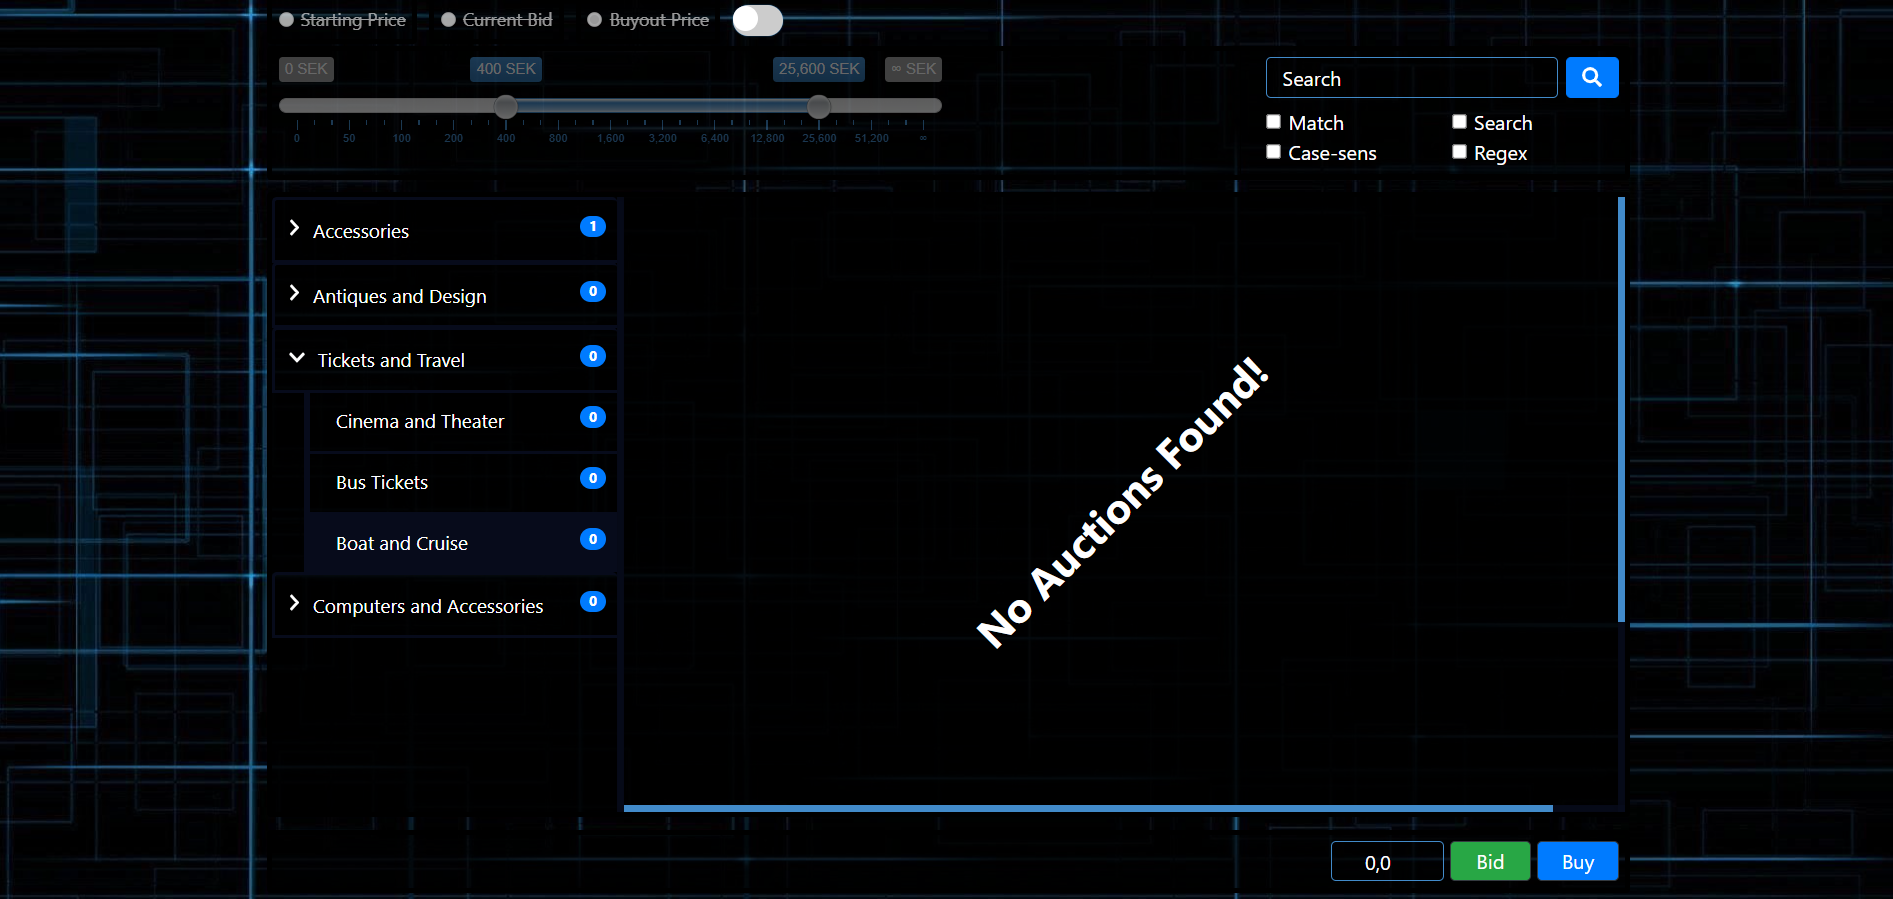 Starting Price Current Bid Buyout Price
0 SEK 400 SEK 25,600 SEK ∞ SEK
0 50 100 200 400 800 1,600 3,200 6,400 12,800 25,600 51,200 ∞
Search
Match Search
Case-sens Regex
Accessories 1
Antiques and Design 0
Tickets and Travel 0
Cinema and Theater 0
Bus Tickets 0
Boat and Cruise 0
Computers and Accessories 0
No Auctions Found!
0,0 Bid Buy